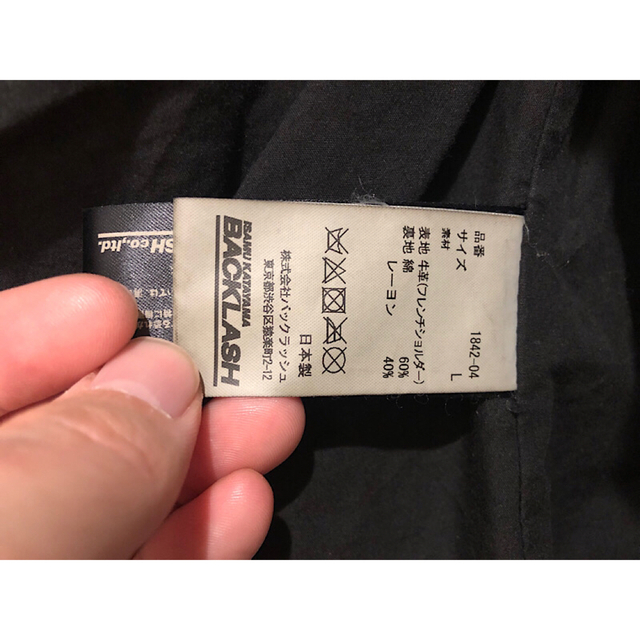 品番 1842-04
サイズ L
素材
表地 牛革(フレンチショルダー)
裏地 綿 60%
レーヨン 40%
日本製
ISAMU KATAYAMA
BACKLASH
株式会社バックラッシュ
東京都渋谷区猿楽町2-12
SH co.,ltd.